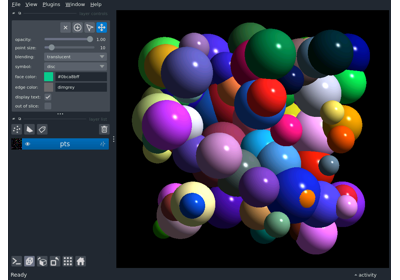 File View Plugins Window Help
opacity: 1.00
point size: 10
blending: translucent
symbol: disc
face color: #0bca8bff
edge color: dimgrey
display text: ✓
out of slice:
pts
Ready
activity